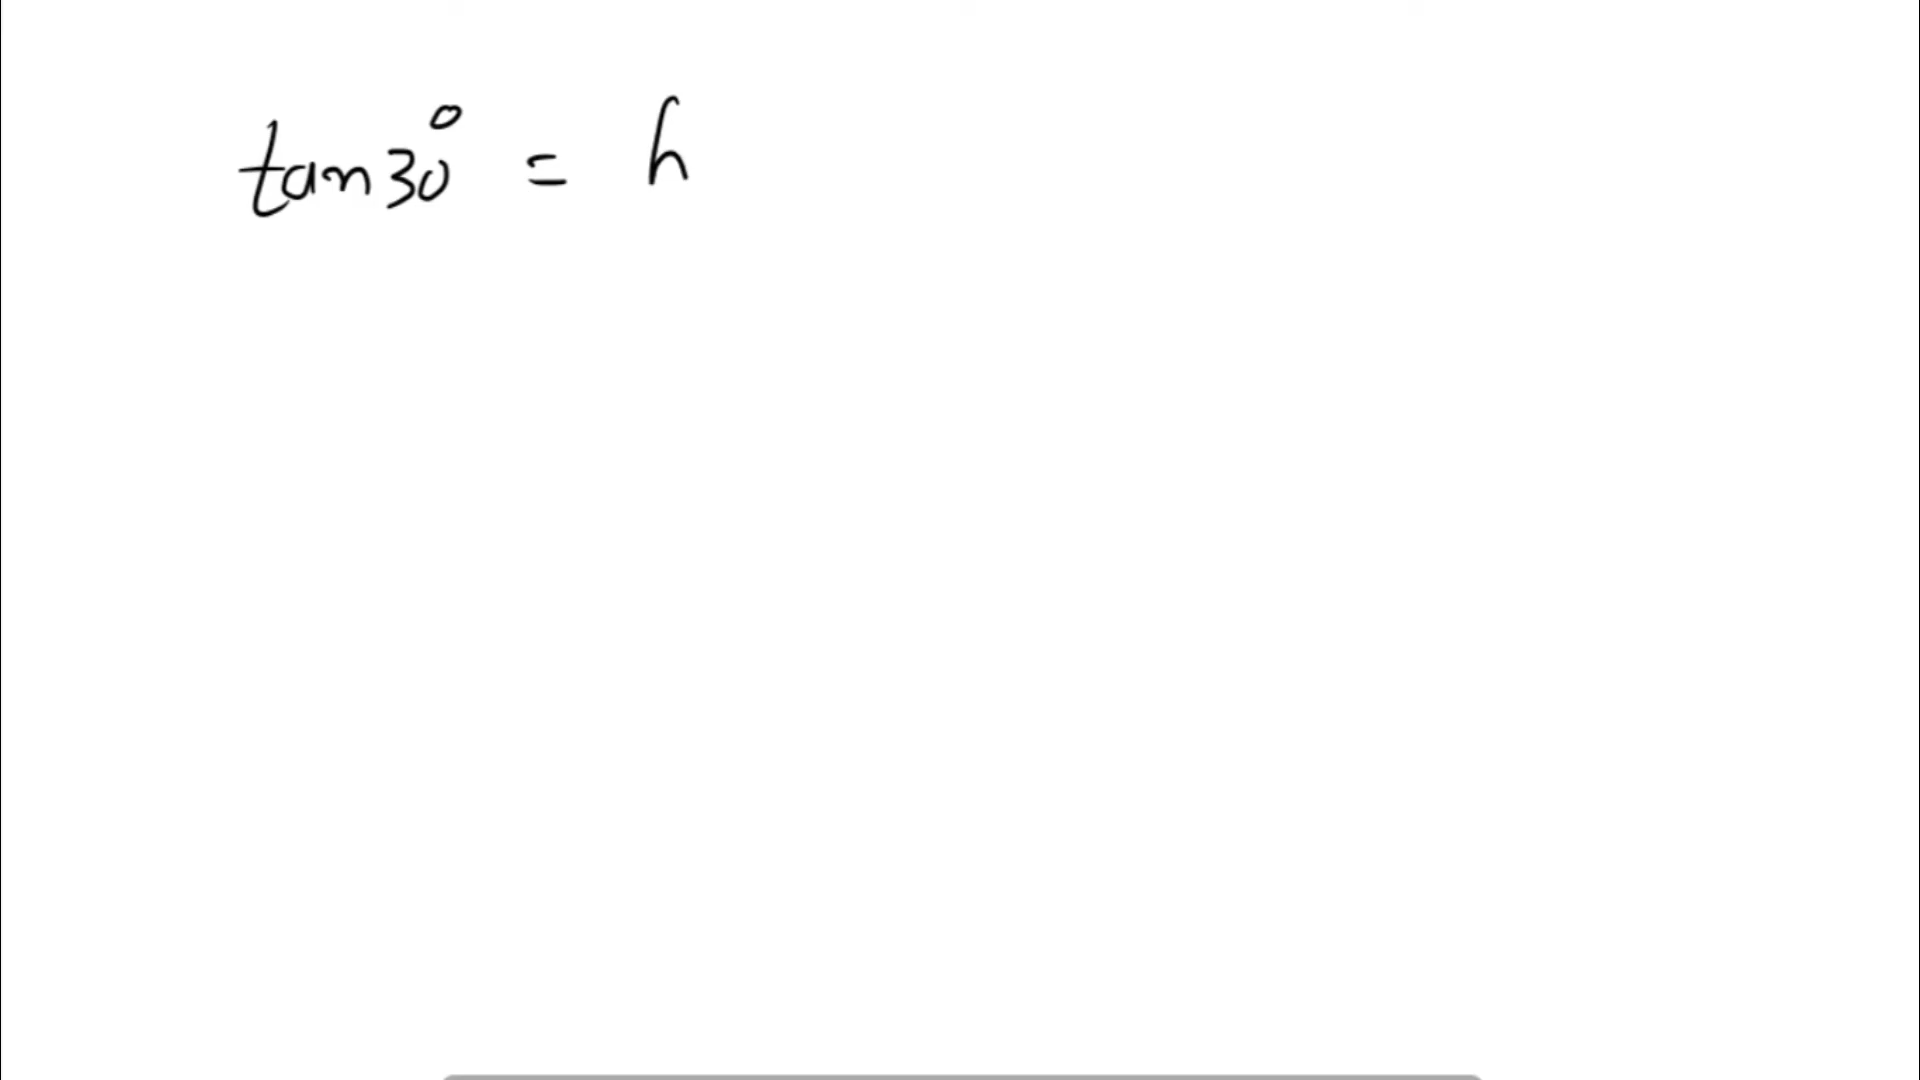 tan30° = h